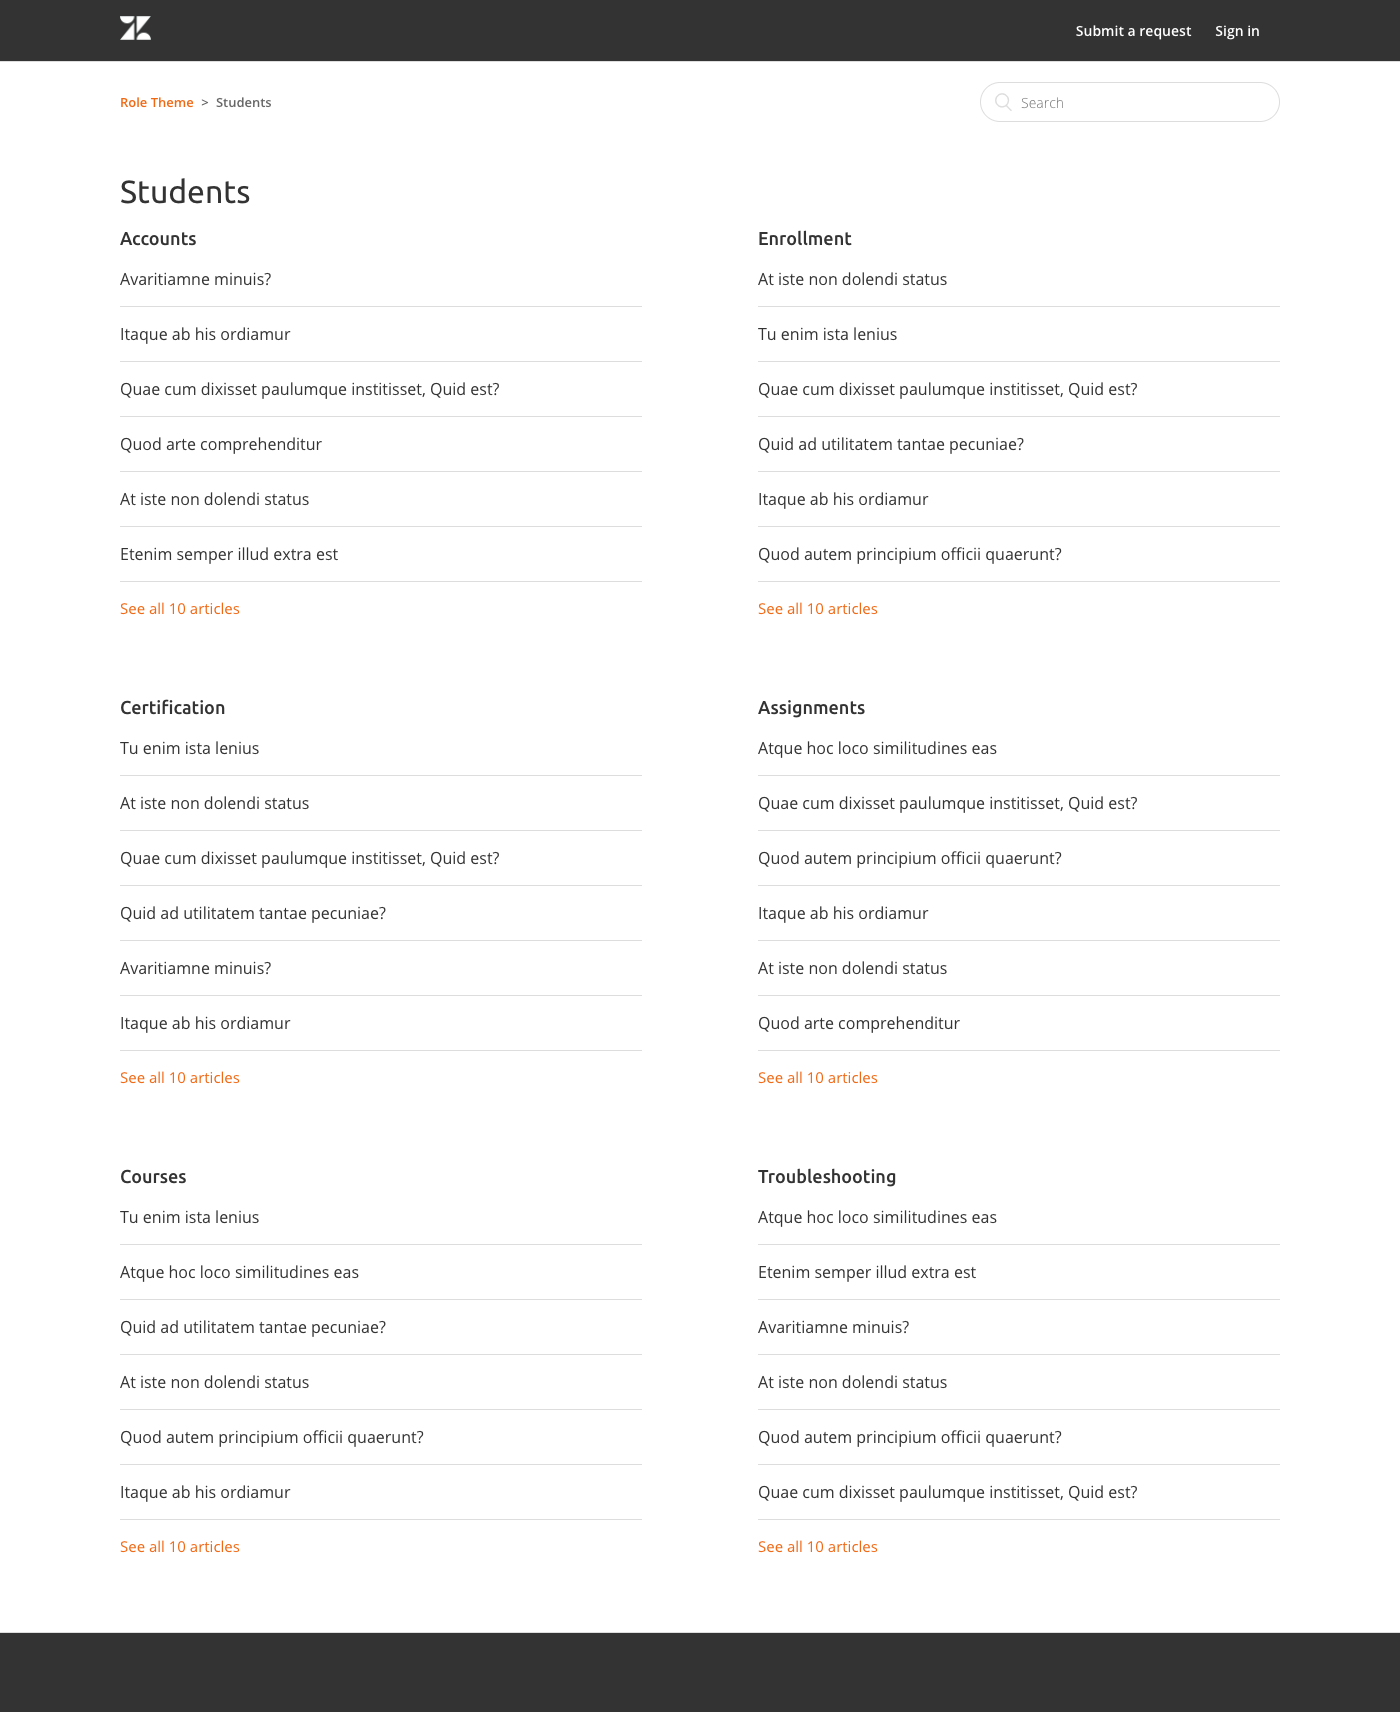 Submit a request Sign in
Role Theme > Students
Search
Students
Accounts
Avaritiamne minuis?
Itaque ab his ordiamur
Quae cum dixisset paulumque institisset, Quid est?
Quod arte comprehenditur
At iste non dolendi status
Etenim semper illud extra est
See all 10 articles
Enrollment
At iste non dolendi status
Tu enim ista lenius
Quae cum dixisset paulumque institisset, Quid est?
Quid ad utilitatem tantae pecuniae?
Itaque ab his ordiamur
Quod autem principium officii quaerunt?
See all 10 articles
Certification
Tu enim ista lenius
At iste non dolendi status
Quae cum dixisset paulumque institisset, Quid est?
Quid ad utilitatem tantae pecuniae?
Avaritiamne minuis?
Itaque ab his ordiamur
See all 10 articles
Assignments
Atque hoc loco similitudines eas
Quae cum dixisset paulumque institisset, Quid est?
Quod autem principium officii quaerunt?
Itaque ab his ordiamur
At iste non dolendi status
Quod arte comprehenditur
See all 10 articles
Courses
Tu enim ista lenius
Atque hoc loco similitudines eas
Quid ad utilitatem tantae pecuniae?
At iste non dolendi status
Quod autem principium officii quaerunt?
Itaque ab his ordiamur
See all 10 articles
Troubleshooting
Atque hoc loco similitudines eas
Etenim semper illud extra est
Avaritiamne minuis?
At iste non dolendi status
Quod autem principium officii quaerunt?
Quae cum dixisset paulumque institisset, Quid est?
See all 10 articles